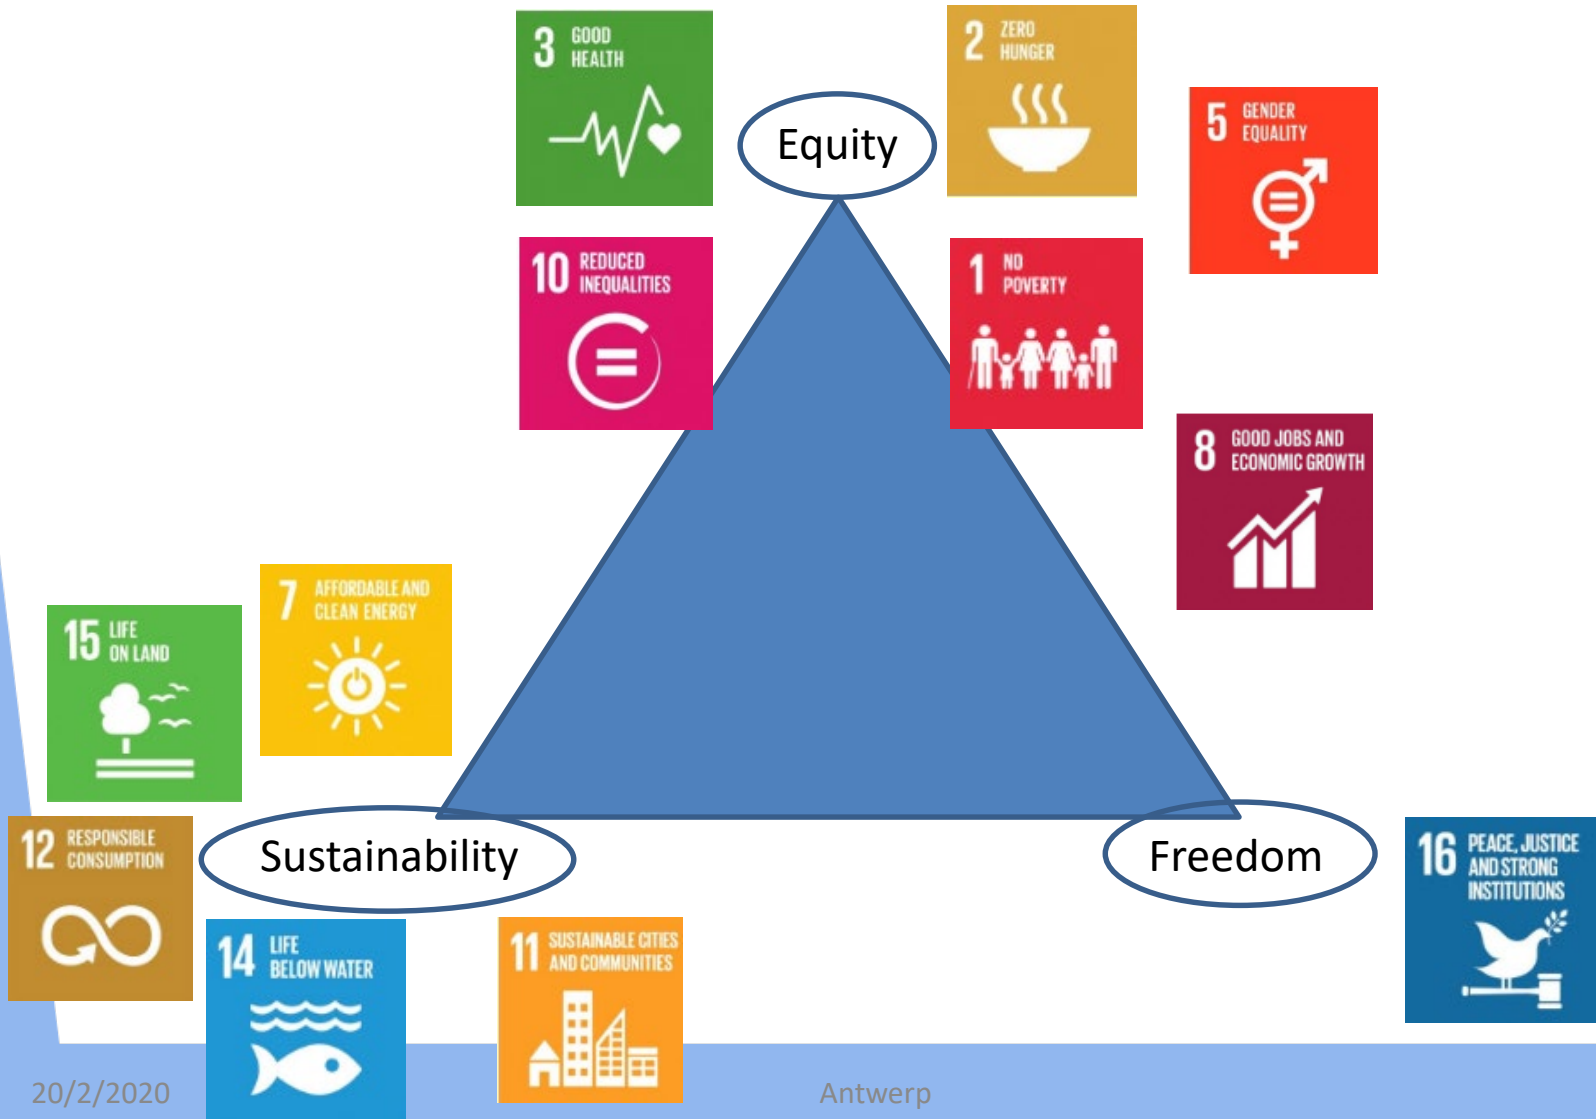 3 GOOD
HEALTH
2 ZERO
HUNGER
5 GENDER
EQUALITY
Equity
10 REDUCED
INEQUALITIES
1 NO
POVERTY
8 GOOD JOBS AND
ECONOMIC GROWTH
7 AFFORDABLE AND
CLEAN ENERGY
15 LIFE
ON LAND
12 RESPONSIBLE
CONSUMPTION
Sustainability
Freedom
16 PEACE, JUSTICE
AND STRONG
INSTITUTIONS
14 LIFE
BELOW WATER
11 SUSTAINABLE CITIES
AND COMMUNITIES
20/2/2020
Antwerp